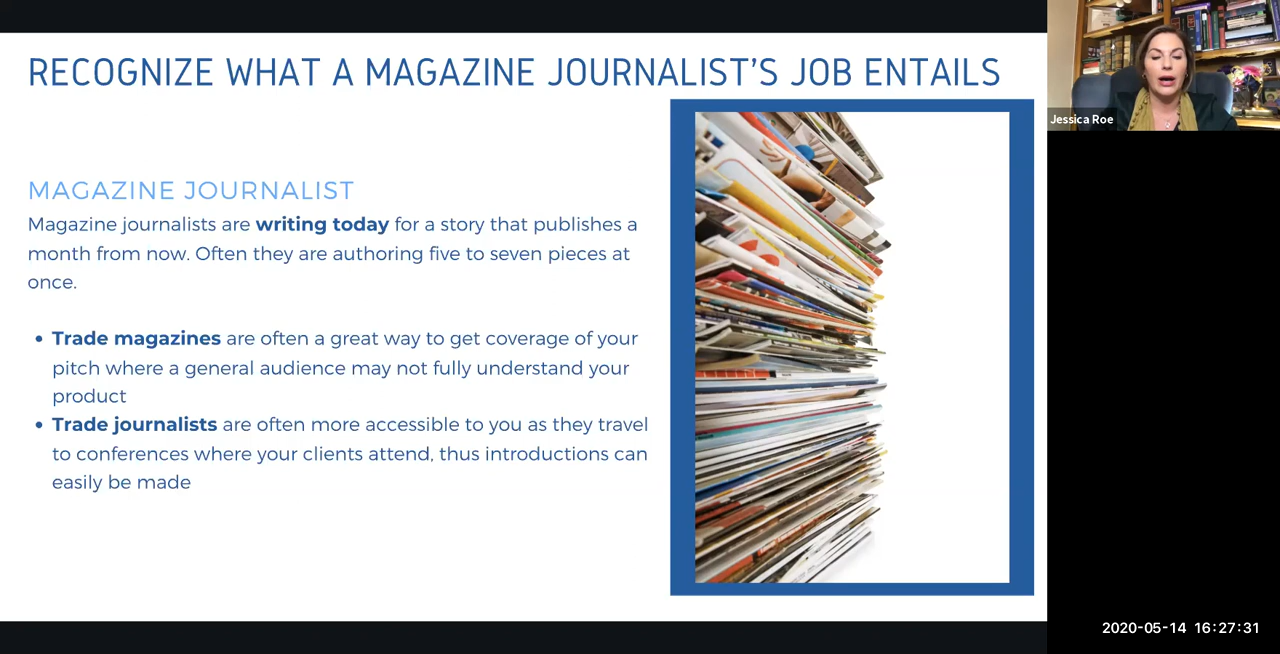 RECOGNIZE WHAT A MAGAZINE JOURNALIST'S JOB ENTAILS
Jessica Roe
MAGAZINE JOURNALIST
Magazine journalists are writing today for a story that publishes a
month from now. Often they are authoring five to seven pieces at
once.
• Trade magazines are often a great way to get coverage of your
pitch where a general audience may not fully understand your
product
• Trade journalists are often more accessible to you as they travel
to conferences where your clients attend, thus introductions can
easily be made
2020-05-14 16:27:31